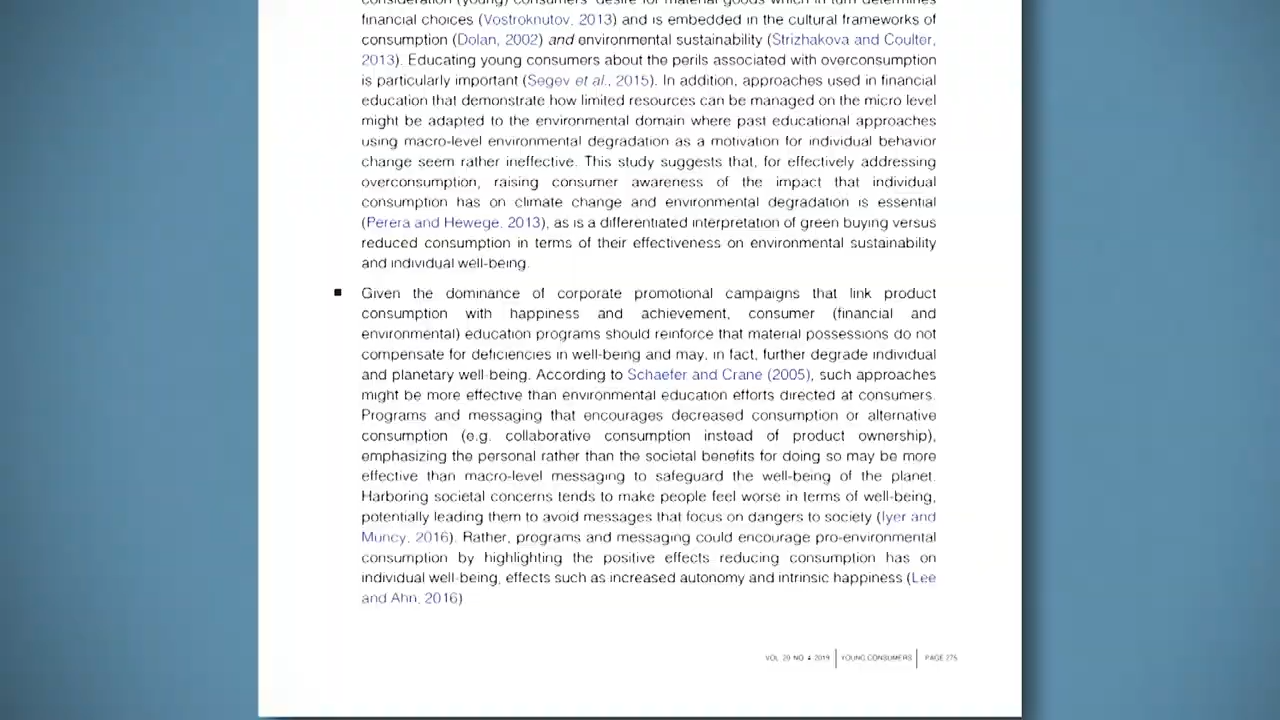 consideration (young) consumers' desire for material goods which in turn determines
financial choices (Vostroknutov, 2013) and is embedded in the cultural frameworks of
consumption (Dolan, 2002) and environmental sustainability (Strizhakova and Coulter,
2013). Educating young consumers about the perils associated with overconsumption
is particularly important (Segev et al., 2015). In addition, approaches used in financial
education that demonstrate how limited resources can be managed on the micro level
might be adapted to the environmental domain where past educational approaches
using macro-level environmental degradation as a motivation for individual behavior
change seem rather ineffective. This study suggests that, for effectively addressing
overconsumption, raising consumer awareness of the impact that individual
consumption has on climate change and environmental degradation is essential
(Perera and Hewege, 2013), as is a differentiated interpretation of green buying versus
reduced consumption in terms of their effectiveness on environmental sustainability
and individual well-being.
■ Given the dominance of corporate promotional campaigns that link product
consumption with happiness and achievement, consumer (financial and
environmental) education programs should reinforce that material possessions do not
compensate for deficiencies in well-being and may, in fact, further degrade individual
and planetary well-being. According to Schaefer and Crane (2005), such approaches
might be more effective than environmental education efforts directed at consumers.
Programs and messaging that encourages decreased consumption or alternative
consumption (e.g. collaborative consumption instead of product ownership),
emphasizing the personal rather than the societal benefits for doing so may be more
effective than macro-level messaging to safeguard the well-being of the planet.
Harboring societal concerns tends to make people feel worse in terms of well-being,
potentially leading them to avoid messages that focus on dangers to society (Iyer and
Muncy, 2016). Rather, programs and messaging could encourage pro-environmental
consumption by highlighting the positive effects reducing consumption has on
individual well-being, effects such as increased autonomy and intrinsic happiness (Lee
and Ahn, 2016)
VOL. 20 NO. 4 2019 | YOUNG CONSUMERS | PAGE 275